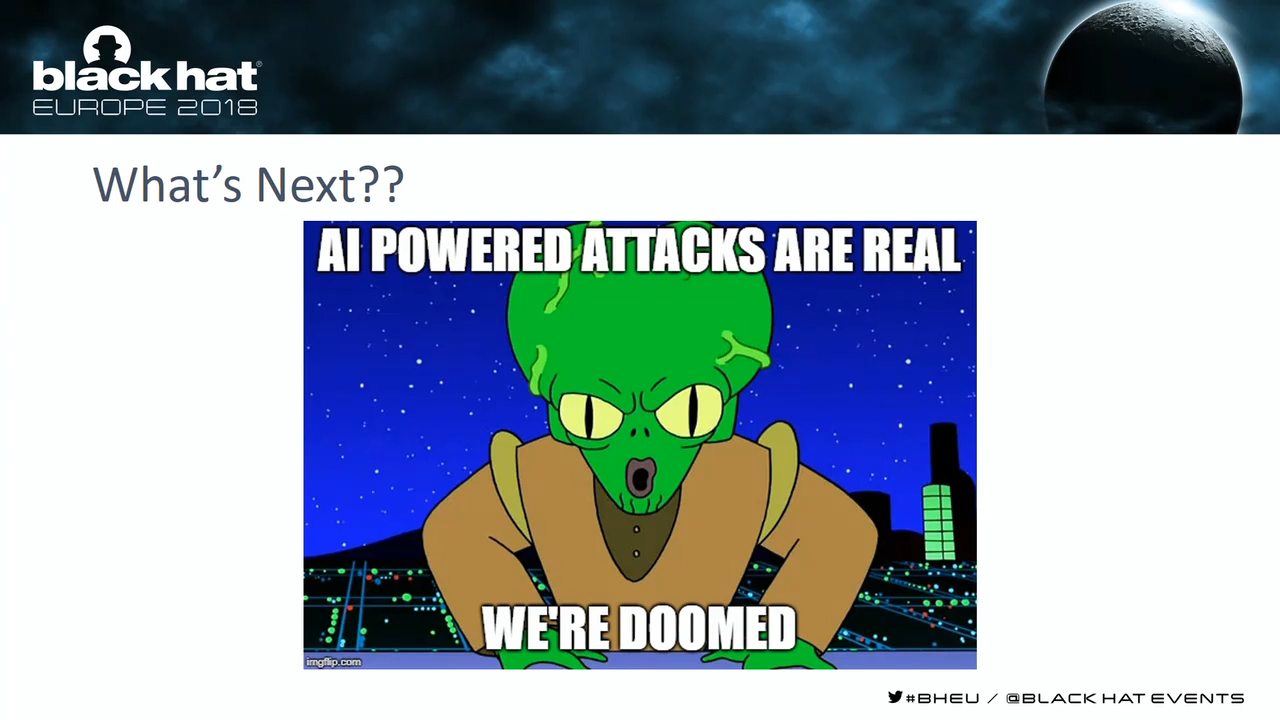 black hat®
EUROPE 2018
What's Next??
AI POWERED ATTACKS ARE REAL
WE'RE DOOMED
imgflip.com
#BHEU / @BLACK HAT EVENTS